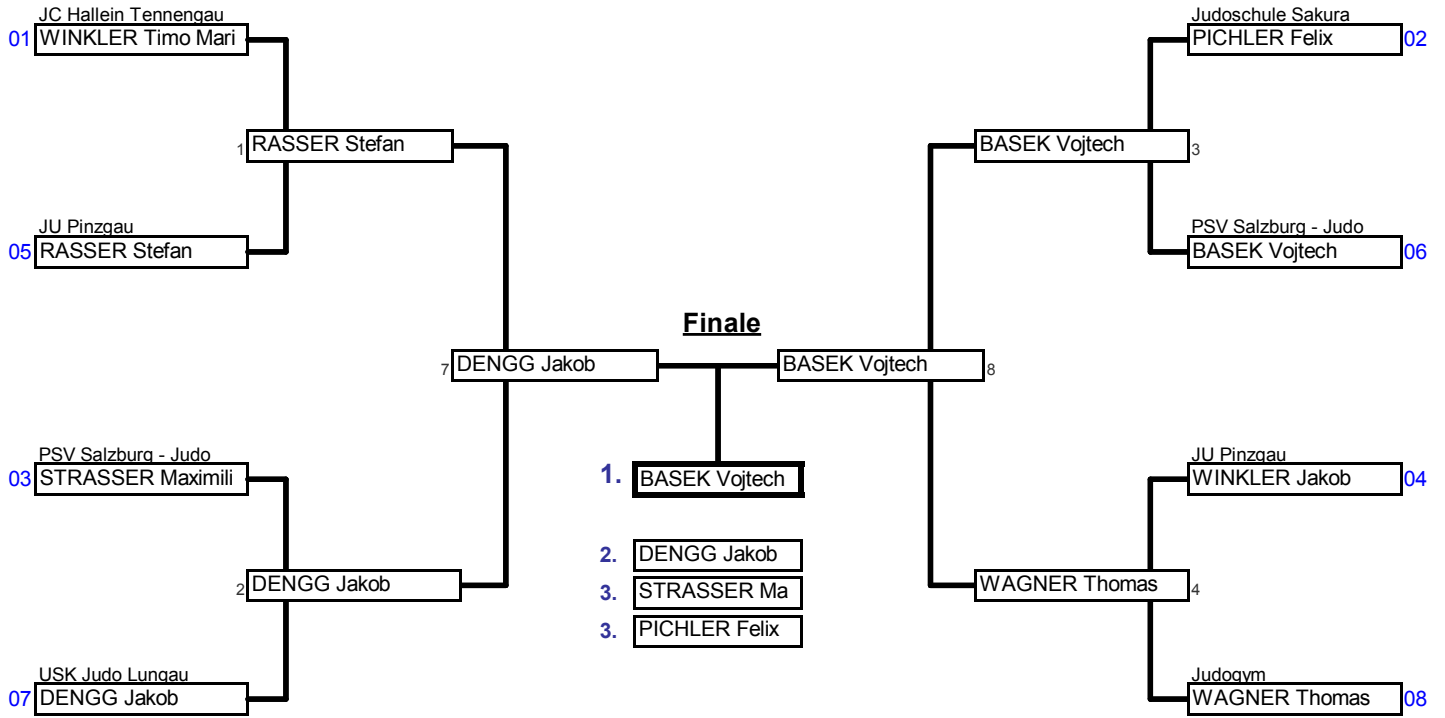 JC Hallein Tennengau
01 WINKLER Timo Mari
1 RASSER Stefan
JU Pinzgau
05 RASSER Stefan
7 DENGG Jakob
PSV Salzburg - Judo
03 STRASSER Maximili
2 DENGG Jakob
USK Judo Lungau
07 DENGG Jakob
Finale
1. BASEK Vojtech
2. DENGG Jakob
3. STRASSER Ma
3. PICHLER Felix
Judoschule Sakura
PICHLER Felix 02
BASEK Vojtech 3
PSV Salzburg - Judo
BASEK Vojtech 06
BASEK Vojtech 8
JU Pinzgau
WINKLER Jakob 04
WAGNER Thomas 4
Judogym
WAGNER Thomas 08